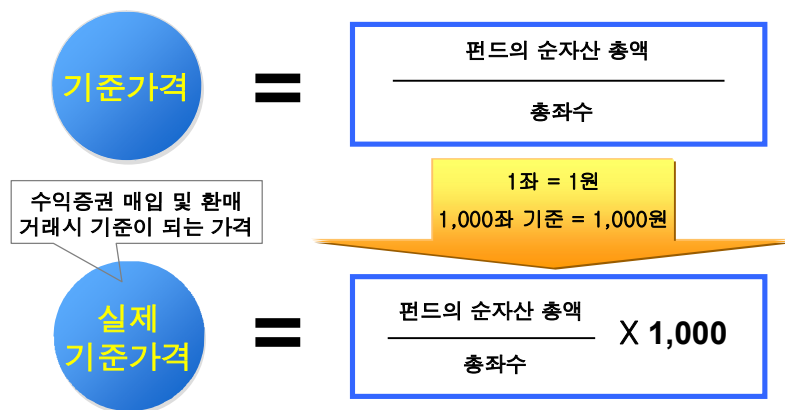 기준가격
=
펀드의 순자산 총액
총좌수
수익증권 매입 및 환매
거래시 기준이 되는 가격
1좌 = 1원
1,000좌 기준 = 1,000원
실제
기준가격
=
펀드의 순자산 총액
총좌수
X 1,000